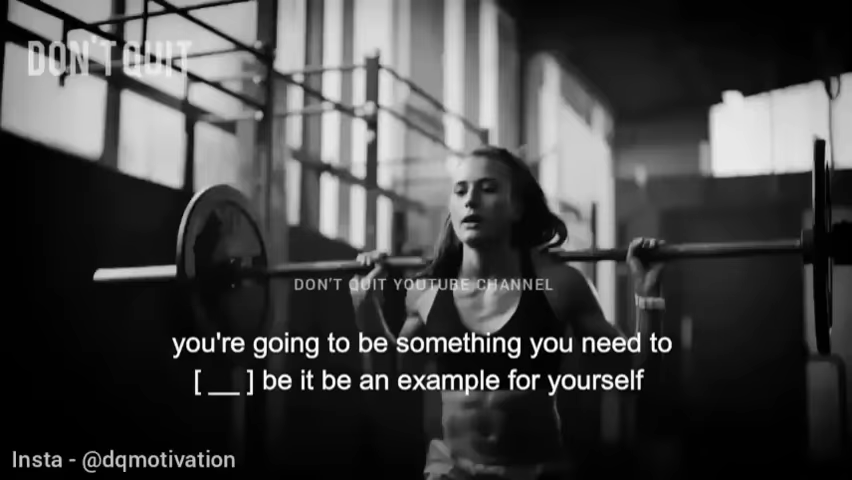 DON'T QUIT
DON'T QUIT YOUTUBE CHANNEL
you're going to be something you need to
[ __ ] be it be an example for yourself
Insta - @dqmotivation